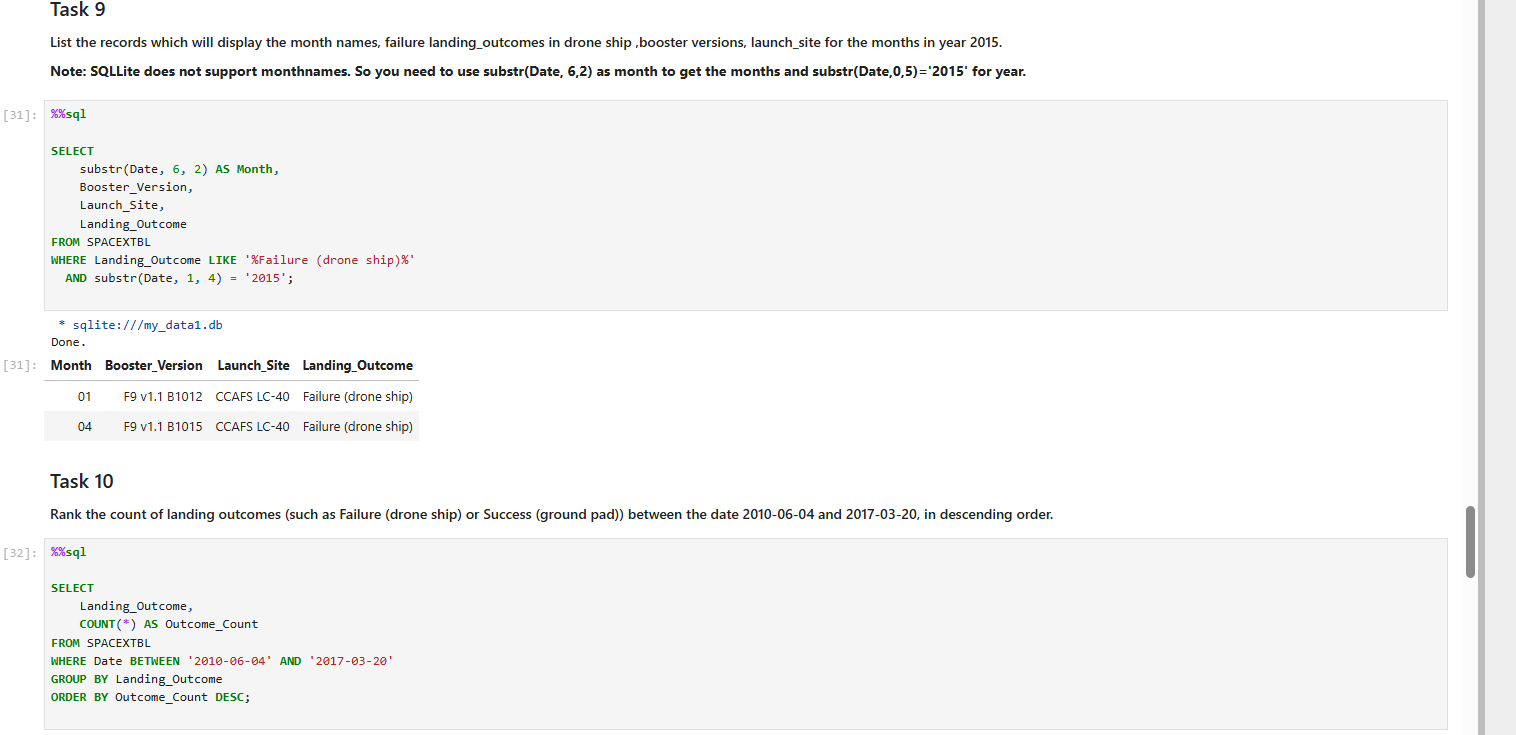 Task 9
List the records which will display the month names, failure landing_outcomes in drone ship ,booster versions, launch_site for the months in year 2015.
Note: SQLLite does not support monthnames. So you need to use substr(Date, 6,2) as month to get the months and substr(Date,0,5)='2015' for year.
[31]: %%sql
SELECT
    substr(Date, 6, 2) AS Month,
    Booster_Version,
    Launch_Site,
    Landing_Outcome
FROM SPACEXTBL
WHERE Landing_Outcome LIKE '%Failure (drone ship)%'
  AND substr(Date, 1, 4) = '2015';
* sqlite:///my_data1.db
Done.
[31]: Month Booster_Version Launch_Site Landing_Outcome
01 F9 v1.1 B1012 CCAFS LC-40 Failure (drone ship)
04 F9 v1.1 B1015 CCAFS LC-40 Failure (drone ship)
Task 10
Rank the count of landing outcomes (such as Failure (drone ship) or Success (ground pad)) between the date 2010-06-04 and 2017-03-20, in descending order.
[32]: %%sql
SELECT
    Landing_Outcome,
    COUNT(*) AS Outcome_Count
FROM SPACEXTBL
WHERE Date BETWEEN '2010-06-04' AND '2017-03-20'
GROUP BY Landing_Outcome
ORDER BY Outcome_Count DESC;